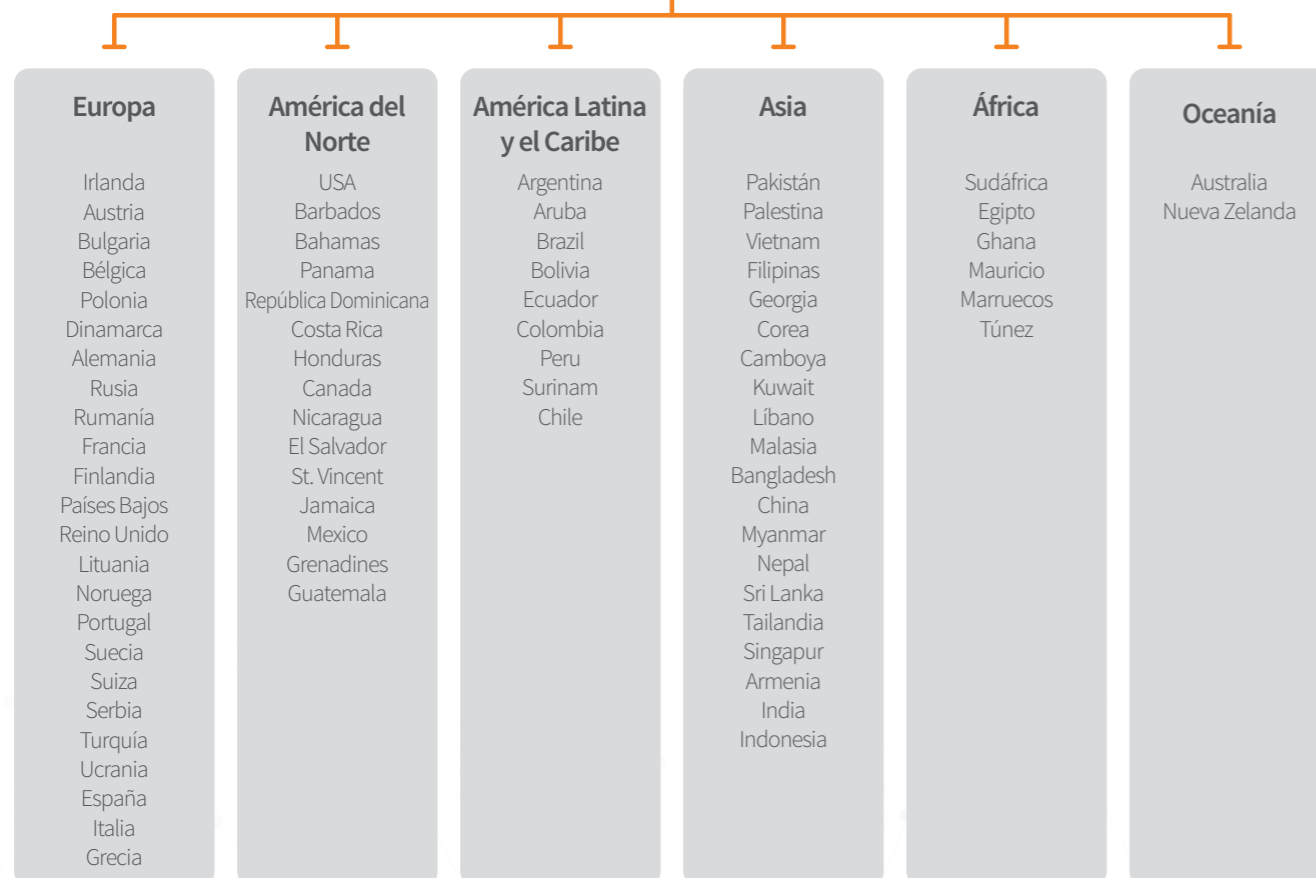 Europa
Irlanda
Austria
Bulgaria
Bélgica
Polonia
Dinamarca
Alemania
Rusia
Rumanía
Francia
Finlandia
Países Bajos
Reino Unido
Lituania
Noruega
Portugal
Suecia
Suiza
Serbia
Turquía
Ucrania
España
Italia
Grecia
América del
Norte
USA
Barbados
Bahamas
Panama
República Dominicana
Costa Rica
Honduras
Canada
Nicaragua
El Salvador
St. Vincent
Jamaica
Mexico
Grenadines
Guatemala
América Latina
y el Caribe
Argentina
Aruba
Brazil
Bolivia
Ecuador
Colombia
Peru
Surinam
Chile
Asia
Pakistán
Palestina
Vietnam
Filipinas
Georgia
Corea
Camboya
Kuwait
Líbano
Malasia
Bangladesh
China
Myanmar
Nepal
Sri Lanka
Tailandia
Singapur
Armenia
India
Indonesia
África
Sudáfrica
Egipto
Ghana
Mauricio
Marruecos
Túnez
Oceanía
Australia
Nueva Zelanda